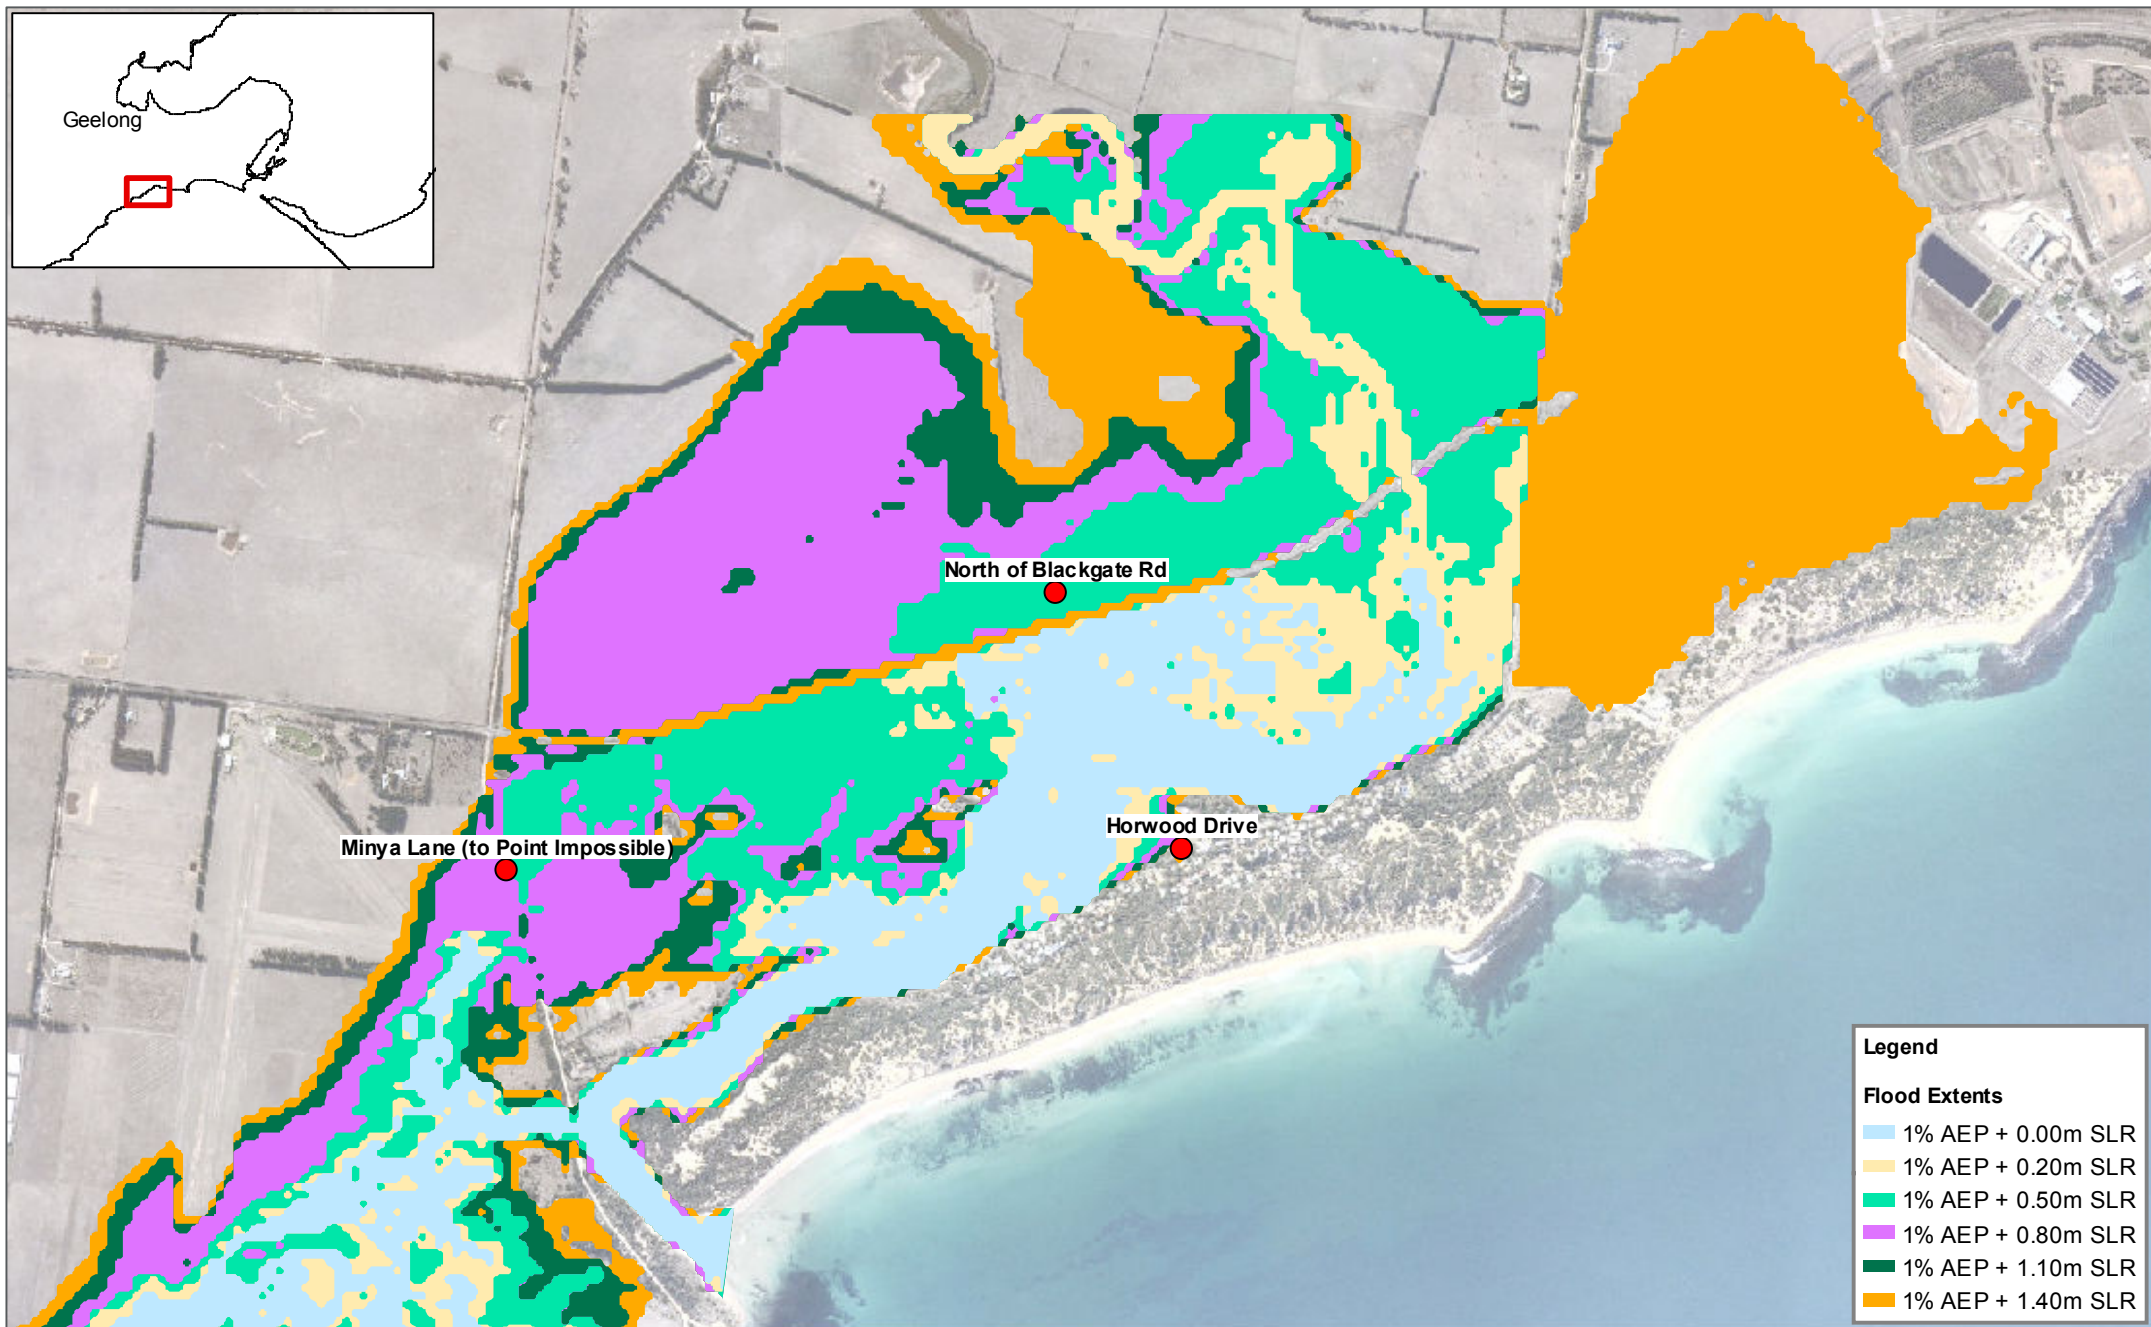 Geelong
North of Blackgate Rd
Horwood Drive
Minya Lane (to Point Impossible)
Legend
Flood Extents
1% AEP + 0.00m SLR
1% AEP + 0.20m SLR
1% AEP + 0.50m SLR
1% AEP + 0.80m SLR
1% AEP + 1.10m SLR
1% AEP + 1.40m SLR